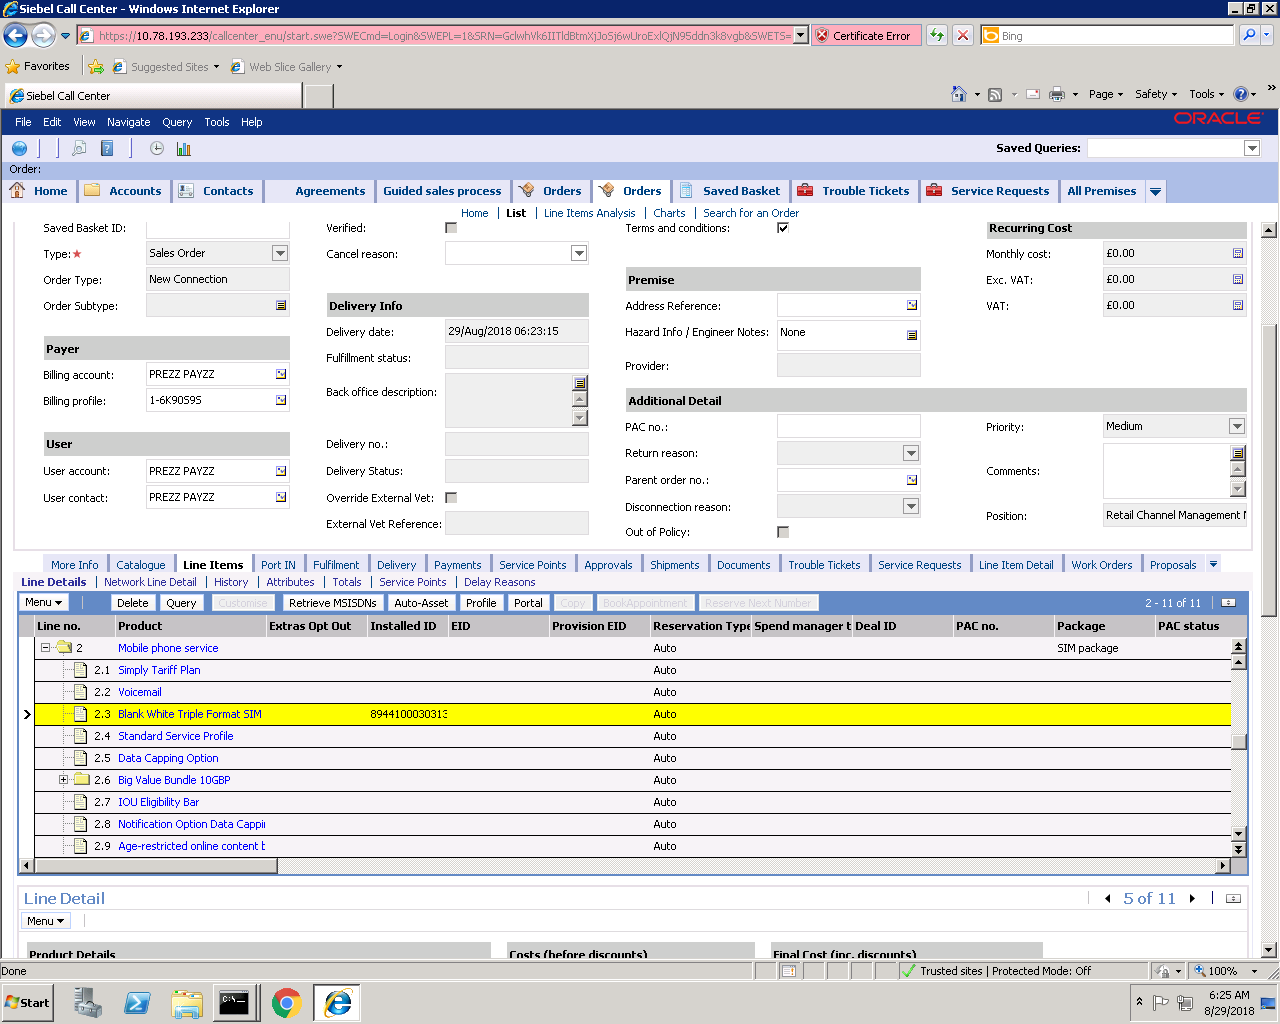 Siebel Call Center - Windows Internet Explorer
https://10.78.193.233/callcenter_enu/start.swe?SWECmd=Login&SWEPL=1&SRN=
Certificate Error
Bing
Favorites Suggested Sites Web Slice Gallery
Siebel Call Center
Page Safety Tools
File Edit View Navigate Query Tools Help
ORACLE
Saved Queries:
Order:
Home Accounts Contacts Agreements Guided sales process Orders Orders Saved Basket Trouble Tickets Service Requests All Premises
Home List Line Items Analysis Charts Search for an Order
Saved Basket ID: Verified: Terms and conditions: Recurring Cost
Type: Sales Order Cancel reason: Monthly cost: £0.00
Order Type: New Connection Premise Exc. VAT: £0.00
Order Subtype: Delivery Info Address Reference: VAT: £0.00
Delivery date: 29/Aug/2018 06:23:15 Hazard Info / Engineer Notes: None
Payer Fulfillment status: Provider:
Billing account: PREZZ PAYZZ Back office description:
Billing profile: 1-6K90S9S Additional Detail
PAC no.: Priority: Medium
User Delivery no.: Return reason:
User account: PREZZ PAYZZ Delivery Status: Parent order no.: Comments:
User contact: PREZZ PAYZZ Override External Vet: Disconnection reason:
External Vet Reference: Out of Policy: Position: Retail Channel Management
More Info Catalogue Line Items Port IN Fulfilment Delivery Payments Service Points Approvals Shipments Documents Trouble Tickets Service Requests Line Item Detail Work Orders Proposals
Line Details Network Line Detail History Attributes Totals Service Points Delay Reasons
Menu Delete Query Customise Retrieve MSISDNs Auto-Asset Profile Portal Copy BookAppointment Reserve Next Number 2 - 11 of 11
Line no. Product Extras Opt Out Installed ID EID Provision EID Reservation Type Spend manager t Deal ID PAC no. Package PAC status
2 Mobile phone service Auto SIM package
2.1 Simply Tariff Plan Auto
2.2 Voicemail Auto
2.3 Blank White Triple Format SIM 8944100030313 Auto
2.4 Standard Service Profile Auto
2.5 Data Capping Option Auto
2.6 Big Value Bundle 10GBP Auto
2.7 IOU Eligibility Bar Auto
2.8 Notification Option Data Cappi Auto
2.9 Age-restricted online content b Auto
Line Detail 5 of 11
Menu
Product Details Costs (before discounts) Final Cost (inc. discounts)
Done Trusted sites | Protected Mode: Off 100%
Start 6:25 AM
8/29/2018